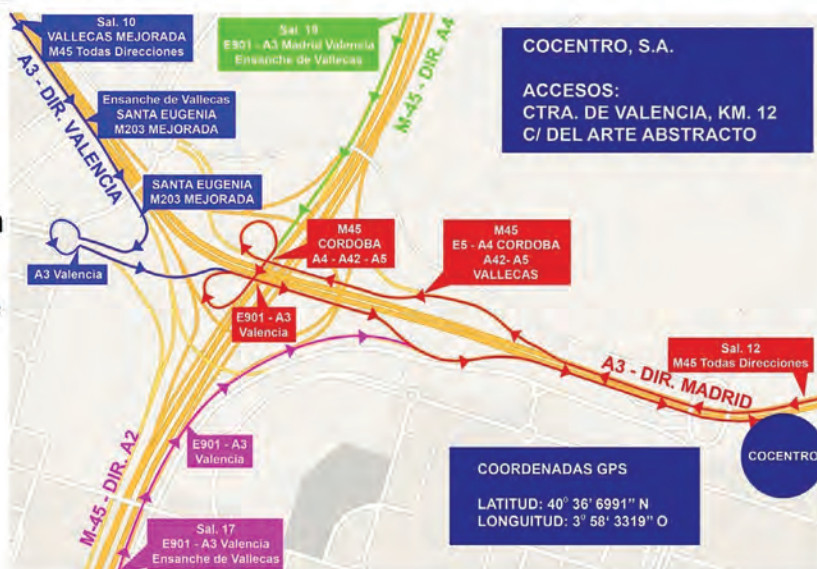 Sal. 10
VALLECAS MEJORADA
M45 Todas Direcciones
Sal. 19
E901 - A3 Madrid Valencia
Ensanche de Vallecas
COCENTRO, S.A.
ACCESOS:
CTRA. DE VALENCIA, KM. 12
C/ DEL ARTE ABSTRACTO
A3 - DIR. VALENCIA
M-45 - DIR. A4
Ensanche de Vallecas
SANTA EUGENIA
M203 MEJORADA
SANTA EUGENIA
M203 MEJORADA
A3 Valencia
M45
CORDOBA
A4 - A42 - A5
M45
E5 - A4 CORDOBA
A42- A5
VALLECAS
E901 - A3
Valencia
Sal. 12
M45 Todas Direcciones
A3 - DIR. MADRID
COCENTRO
E901 - A3
Valencia
M-45 - DIR. A2
Sal. 17
E901 - A3 Valencia
Ensanche de Vallecas
COORDENADAS GPS
LATITUD: 40° 36' 6991" N
LONGUITUD: 3° 58' 3319" O